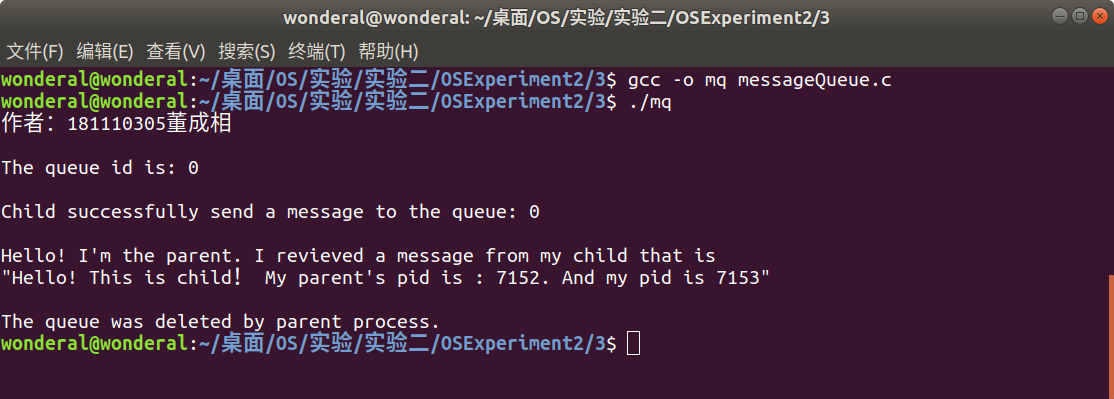 wonderal@wonderal: ~/桌面/OS/实验/实验二/OSExperiment2/3
文件(F) 编辑(E) 查看(V) 搜索(S) 终端(T) 帮助(H)
wonderal@wonderal:~/桌面/OS/实验/实验二/OSExperiment2/3$ gcc -o mq messageQueue.c
wonderal@wonderal:~/桌面/OS/实验/实验二/OSExperiment2/3$ ./mq
作者：181110305董成相
The queue id is: 0
Child successfully send a message to the queue: 0
Hello! I'm the parent. I revieved a message from my child that is
"Hello! This is child！ My parent's pid is : 7152. And my pid is 7153"
The queue was deleted by parent process.
wonderal@wonderal:~/桌面/OS/实验/实验二/OSExperiment2/3$